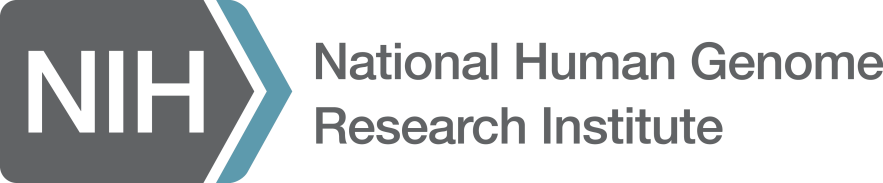 NIH
National Human Genome
Research Institute